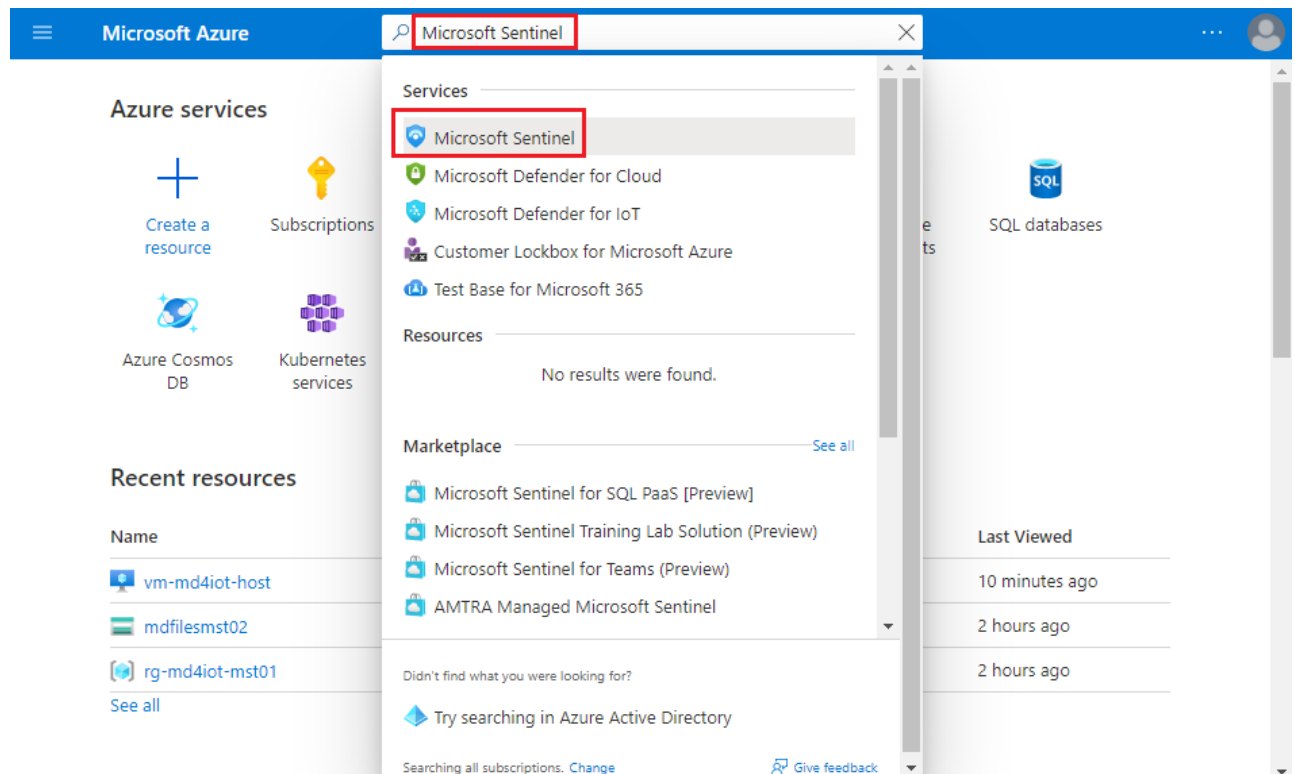 Microsoft Azure
Microsoft Sentinel
Azure services
Create a
resource
Subscriptions
SQL
SQL databases
e
ts
Azure Cosmos
DB
Kubernetes
services
Services
Microsoft Sentinel
Microsoft Defender for Cloud
Microsoft Defender for IoT
Customer Lockbox for Microsoft Azure
Test Base for Microsoft 365
Resources
No results were found.
Marketplace
See all
Microsoft Sentinel for SQL PaaS [Preview]
Microsoft Sentinel Training Lab Solution (Preview)
Microsoft Sentinel for Teams (Preview)
AMTRA Managed Microsoft Sentinel
Didn't find what you were looking for?
Try searching in Azure Active Directory
Searching all subscriptions. Change
Give feedback
Recent resources
Name
Last Viewed
vm-md4iot-host
10 minutes ago
mdfilesmst02
2 hours ago
rg-md4iot-mst01
2 hours ago
See all